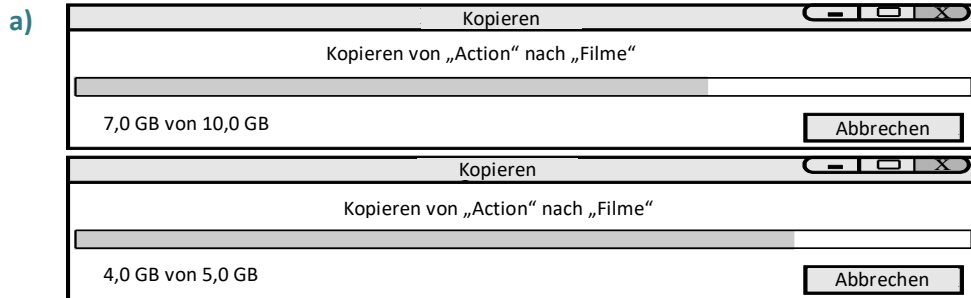 a)
Kopieren
Kopieren von „Action“ nach „Filme“
7,0 GB von 10,0 GB
Abbrechen
Kopieren
Kopieren von „Action“ nach „Filme“
4,0 GB von 5,0 GB
Abbrechen